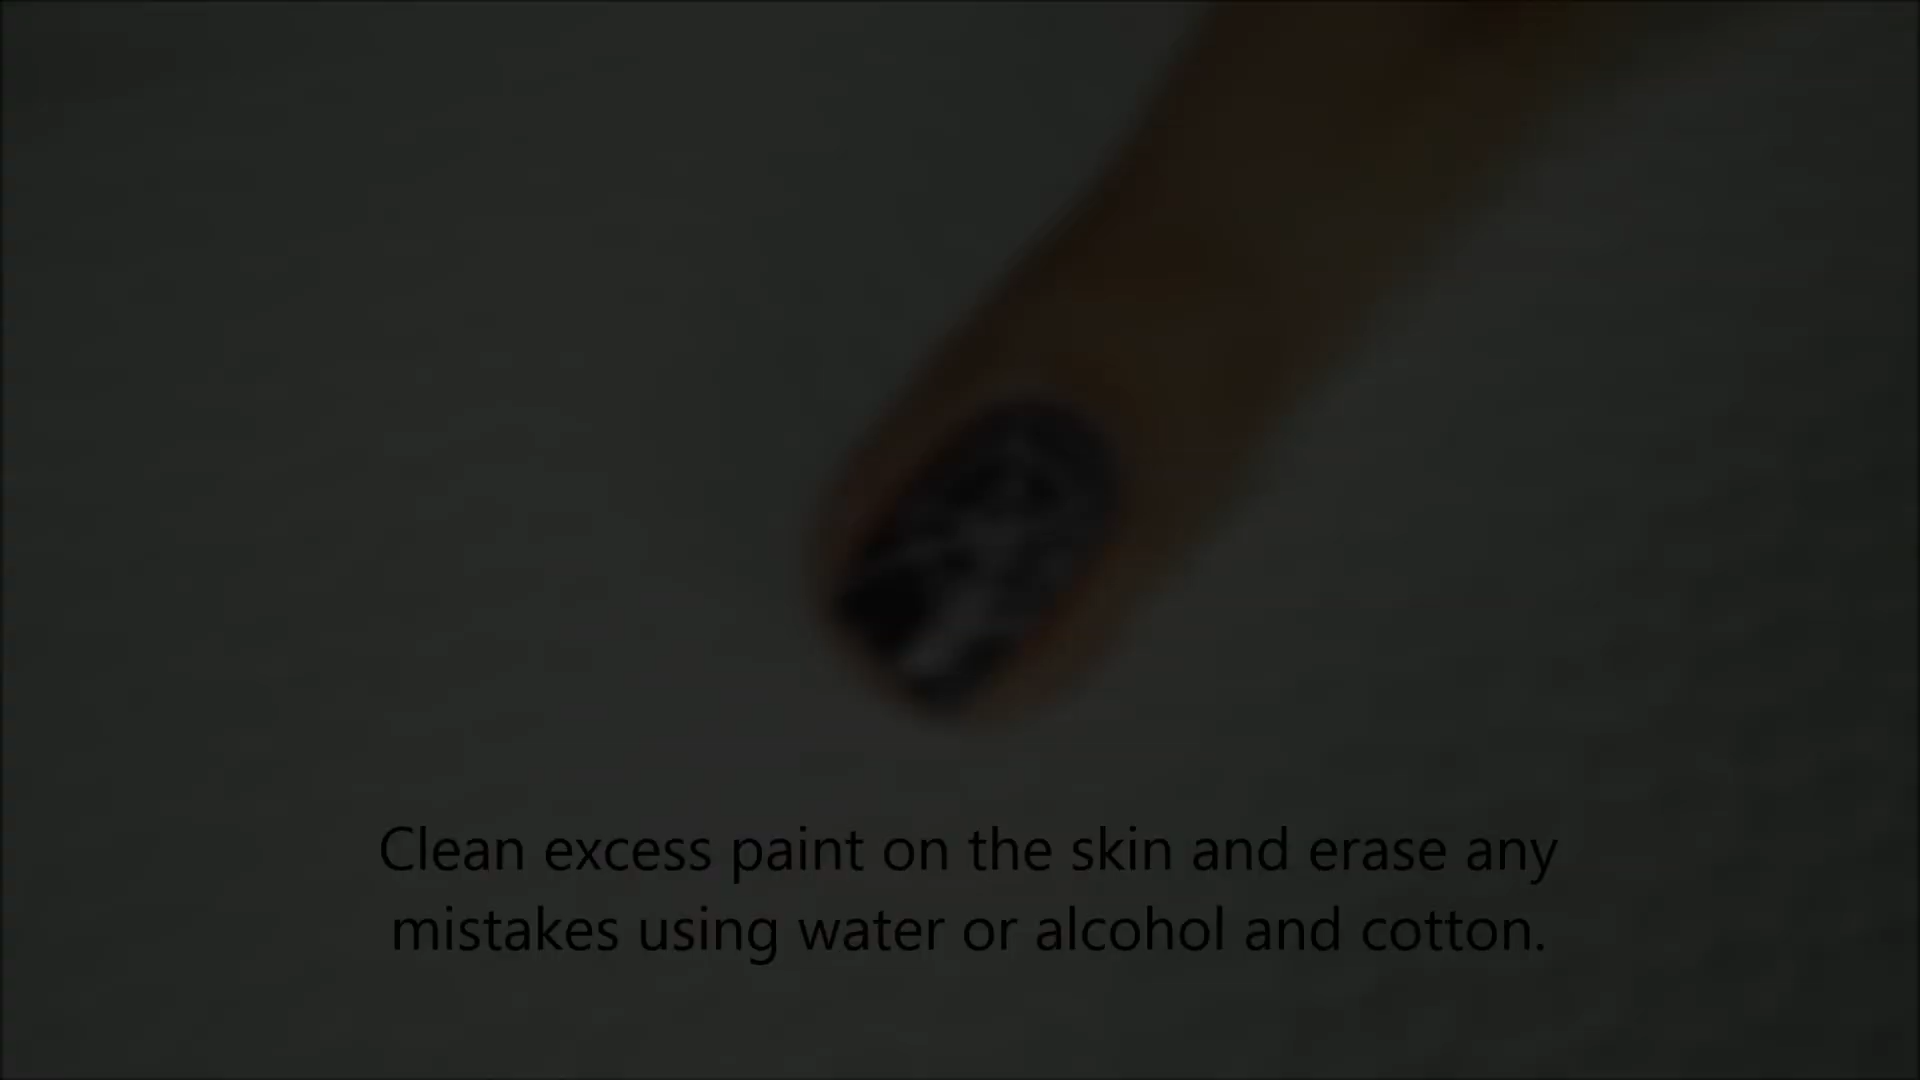 Clean excess paint on the skin and erase any
mistakes using water or alcohol and cotton.